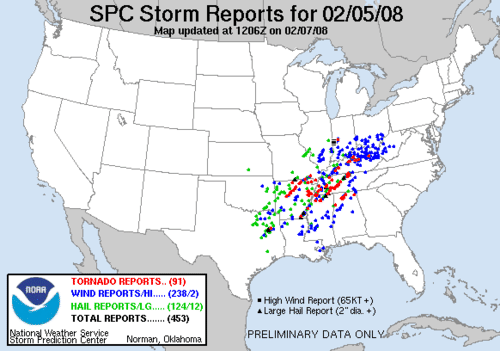 SPC Storm Reports for 02/05/08
Map updated at 1206Z on 02/07/08
NOAA
TORNADO REPORTS.. (91)
WIND REPORTS/HI..... (238/2)
HAIL REPORTS/LG..... (124/12)
TOTAL REPORTS....... (453)
National Weather Service
Storm Prediction Center Norman, Oklahoma
High Wind Report (65KT +)
Large Hail Report (2" dia. +)
PRELIMINARY DATA ONLY